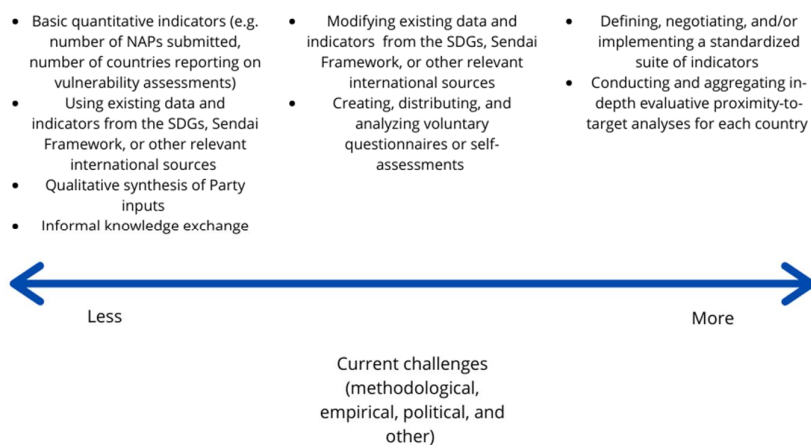 • Basic quantitative indicators (e.g.
number of NAPs submitted,
number of countries reporting on
vulnerability assessments)
• Using existing data and
indicators from the SDGs, Sendai
Framework, or other relevant
international sources
• Qualitative synthesis of Party
inputs
• Informal knowledge exchange
• Modifying existing data and
indicators from the SDGs, Sendai
Framework, or other relevant
international sources
• Creating, distributing, and
analyzing voluntary
questionnaires or self-
assessments
• Defining, negotiating, and/or
implementing a standardized
suite of indicators
• Conducting and aggregating in-
depth evaluative proximity-to-
target analyses for each country
Less
More
Current challenges
(methodological,
empirical, political, and
other)